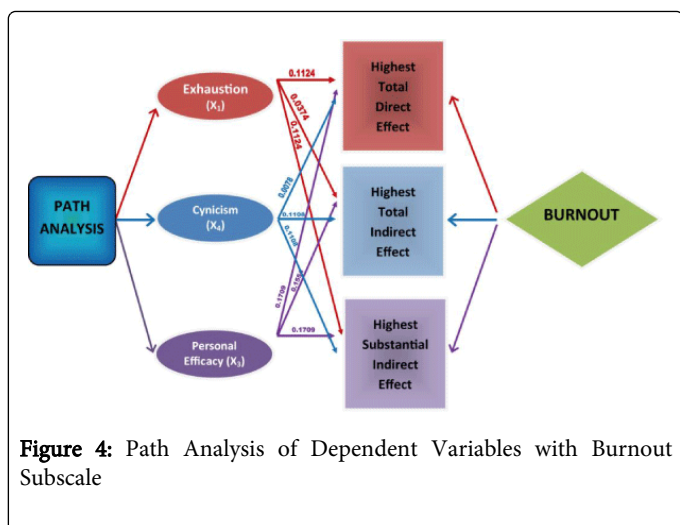 PATH
ANALYSIS
Exhaustion
(X₁)
Cynicism
(X₄)
Personal
Efficacy (X₃)
0.1124
0.0374
0.1124
0.0078
0.1108
0.1709
0.1709
Highest
Total
Direct
Effect
Highest
Total
Indirect
Effect
Highest
Substantial
Indirect
Effect
BURNOUT
Figure 4: Path Analysis of Dependent Variables with Burnout
Subscale